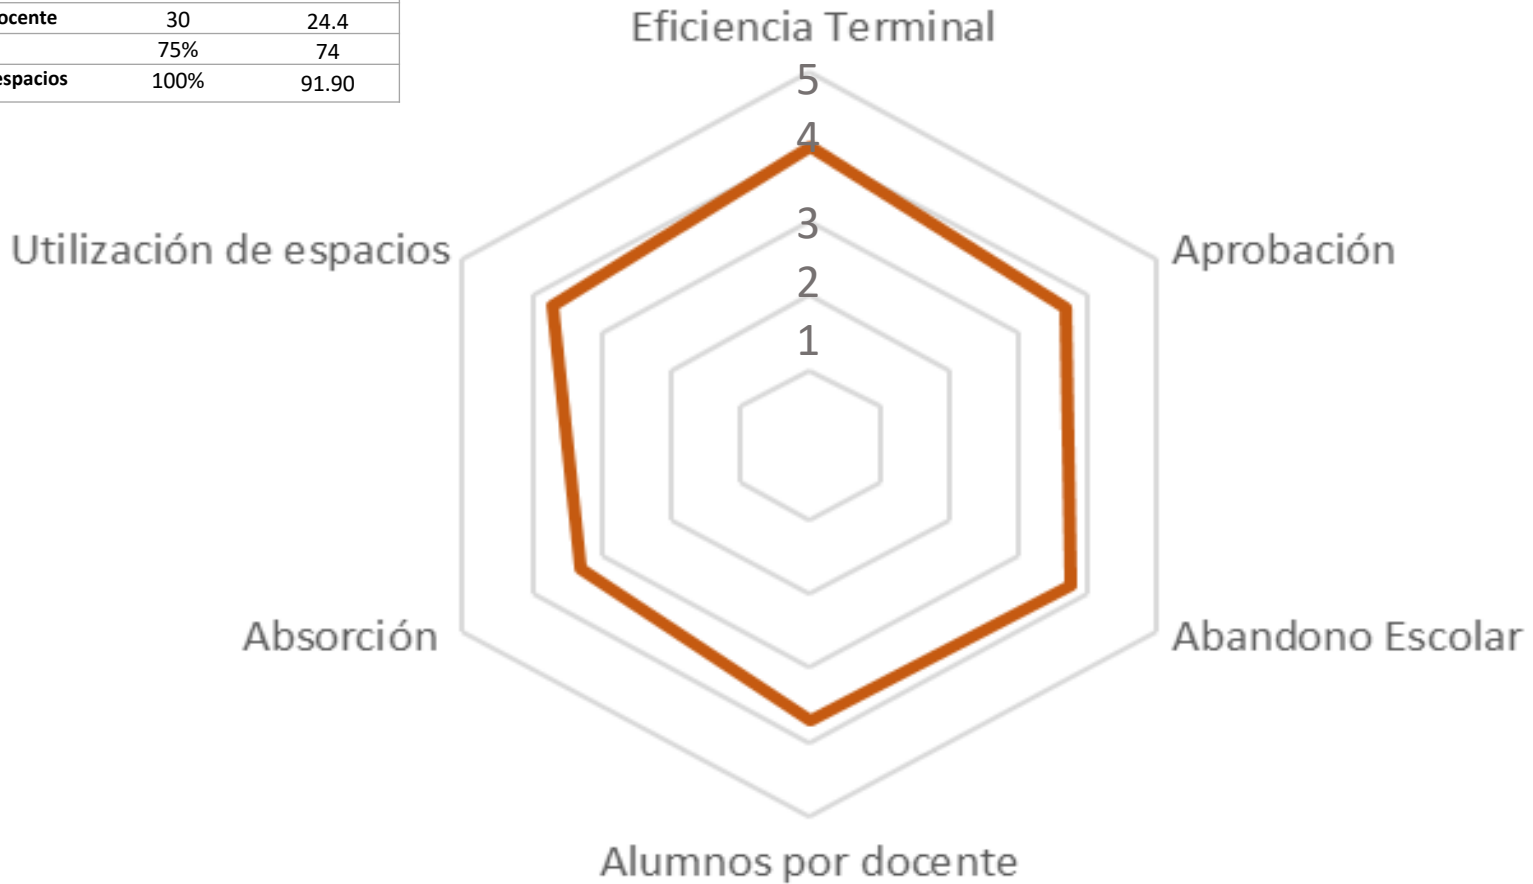 ocente 30 24.4
75% 74
espacios 100% 91.90
Eficiencia Terminal
5
4
3
2
1
Utilización de espacios
Aprobación
Absorción
Abandono Escolar
Alumnos por docente